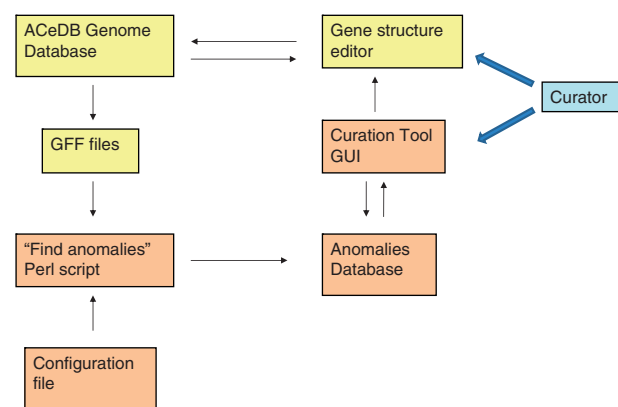 ACeDB Genome
Database
Gene structure
editor
Curator
GFF files
Curation Tool
GUI
“Find anomalies”
Perl script
Anomalies
Database
Configuration
file